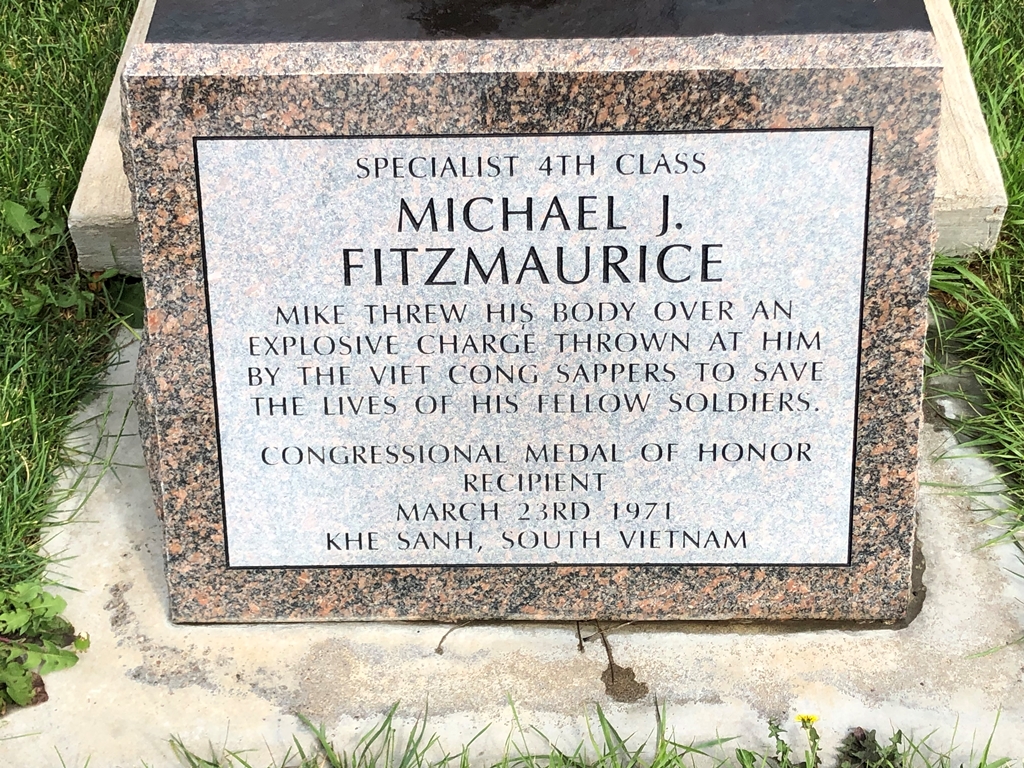 SPECIALIST 4TH CLASS
MICHAEL J.
FITZMAURICE
MIKE THREW HIS BODY OVER AN
EXPLOSIVE CHARGE THROWN AT HIM
BY THE VIET CONG SAPPERS TO SAVE
THE LIVES OF HIS FELLOW SOLDIERS.
CONGRESSIONAL MEDAL OF HONOR
RECIPIENT
MARCH 23RD 1971
KHE SANH, SOUTH VIETNAM